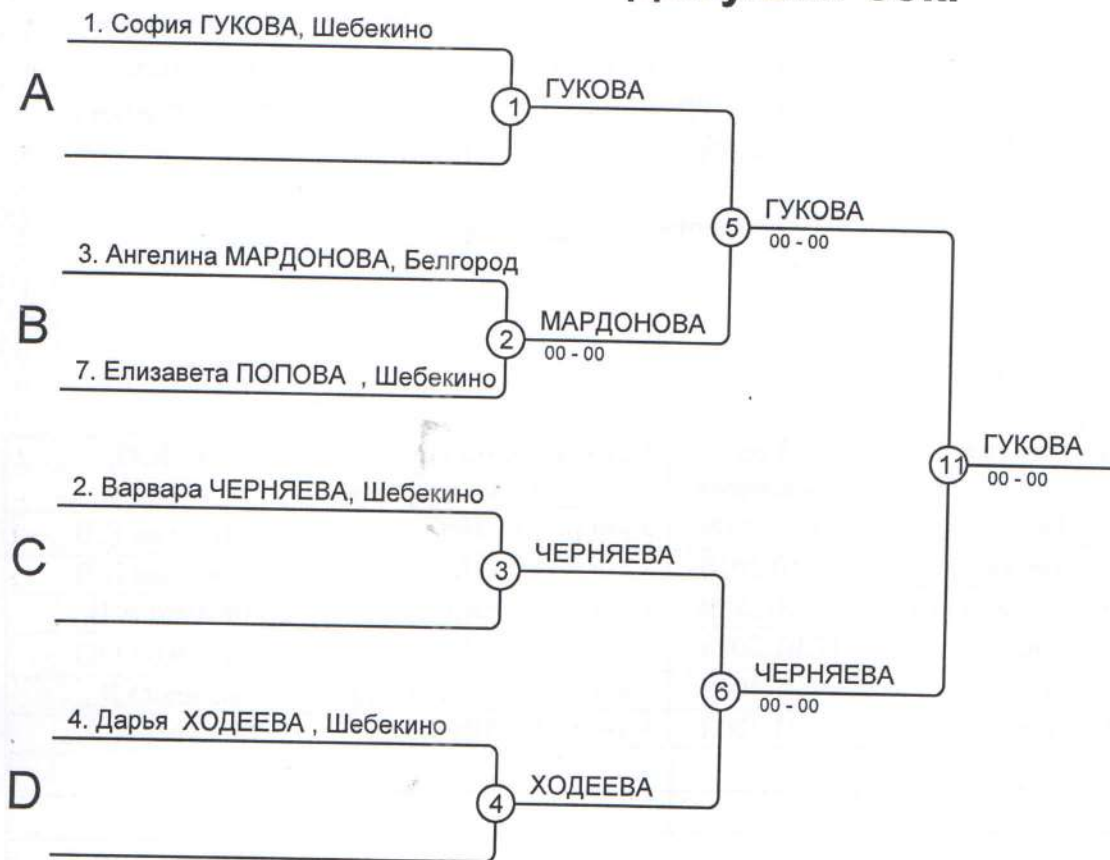 1. София ГУКОВА, Шебекино
A
1
ГУКОВА
5
ГУКОВА
00 - 00
3. Ангелина МАРДОНОВА, Белгород
B
2
МАРДОНОВА
00 - 00
7. Елизавета ПОПОВА , Шебекино
11
ГУКОВА
00 - 00
2. Варвара ЧЕРНЯЕВА, Шебекино
C
3
ЧЕРНЯЕВА
6
ЧЕРНЯЕВА
00 - 00
4. Дарья ХОДЕЕВА , Шебекино
D
4
ХОДЕЕВА